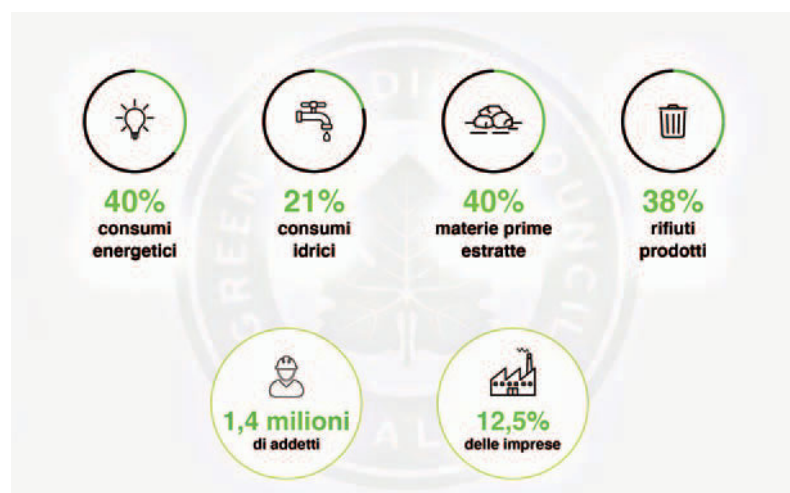 40%
consumi
energetici
21%
consumi
idrici
40%
materie prime
estratte
38%
rifiuti
prodotti
1,4 milioni
di addetti
12,5%
delle imprese